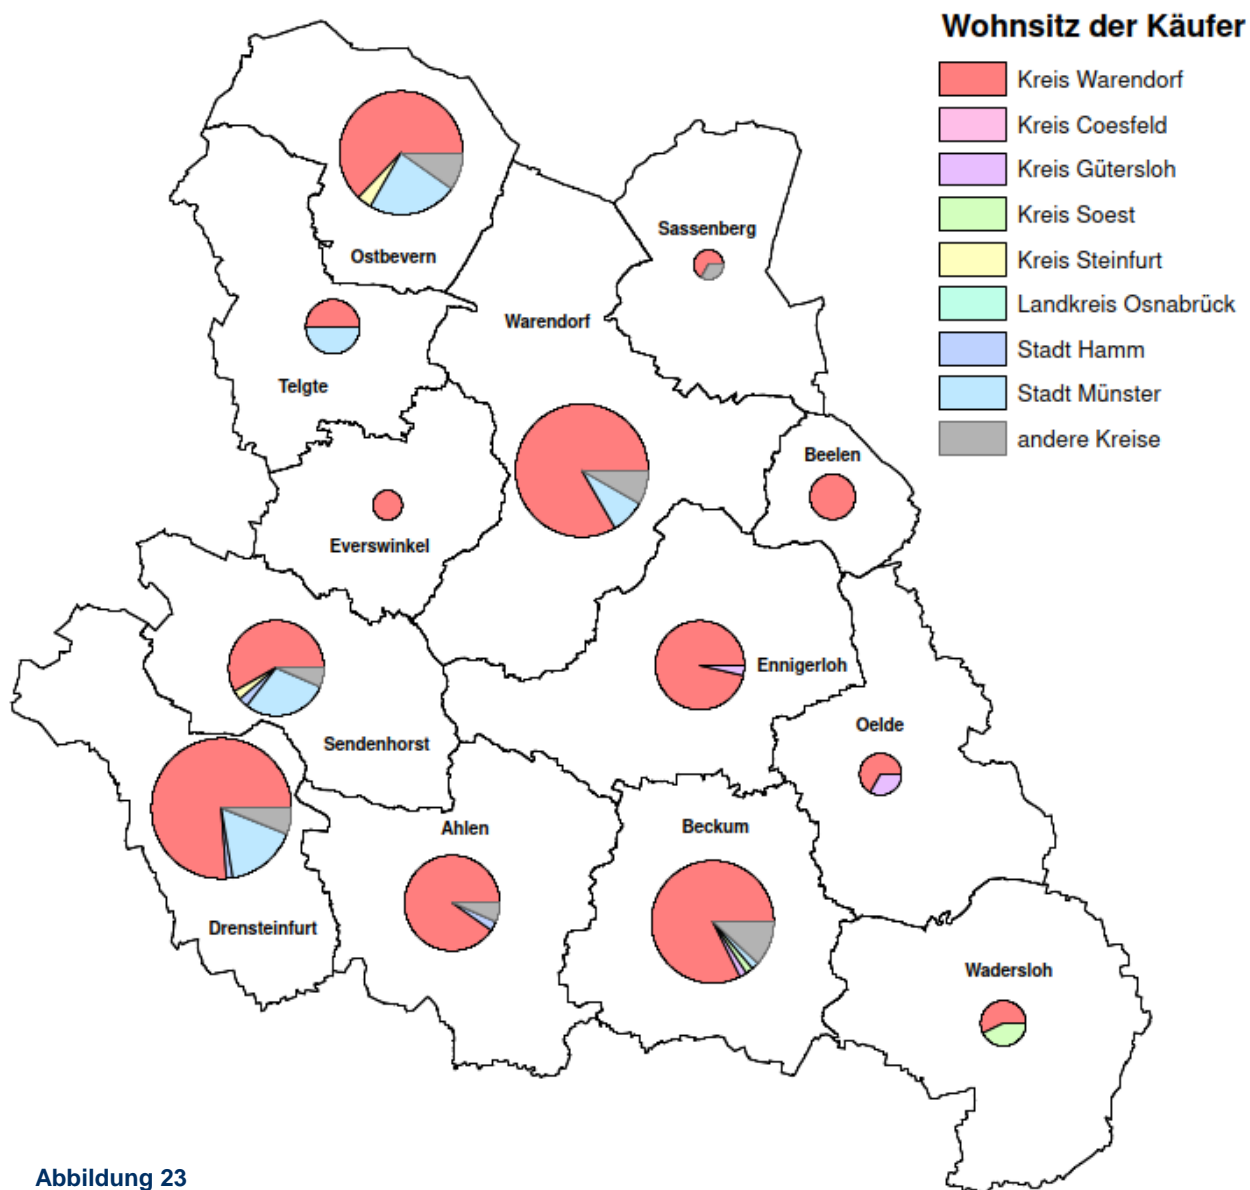 Wohnsitz der Käufer
Kreis Warendorf
Kreis Coesfeld
Kreis Gütersloh
Kreis Soest
Kreis Steinfurt
Landkreis Osnabrück
Stadt Hamm
Stadt Münster
andere Kreise
Sassenberg
Ostbevern
Warendorf
Telgte
Beelen
Everswinkel
Ennigerloh
Oelde
Sendenhorst
Ahlen
Beckum
Drensteinfurt
Wadersloh
Abbildung 23